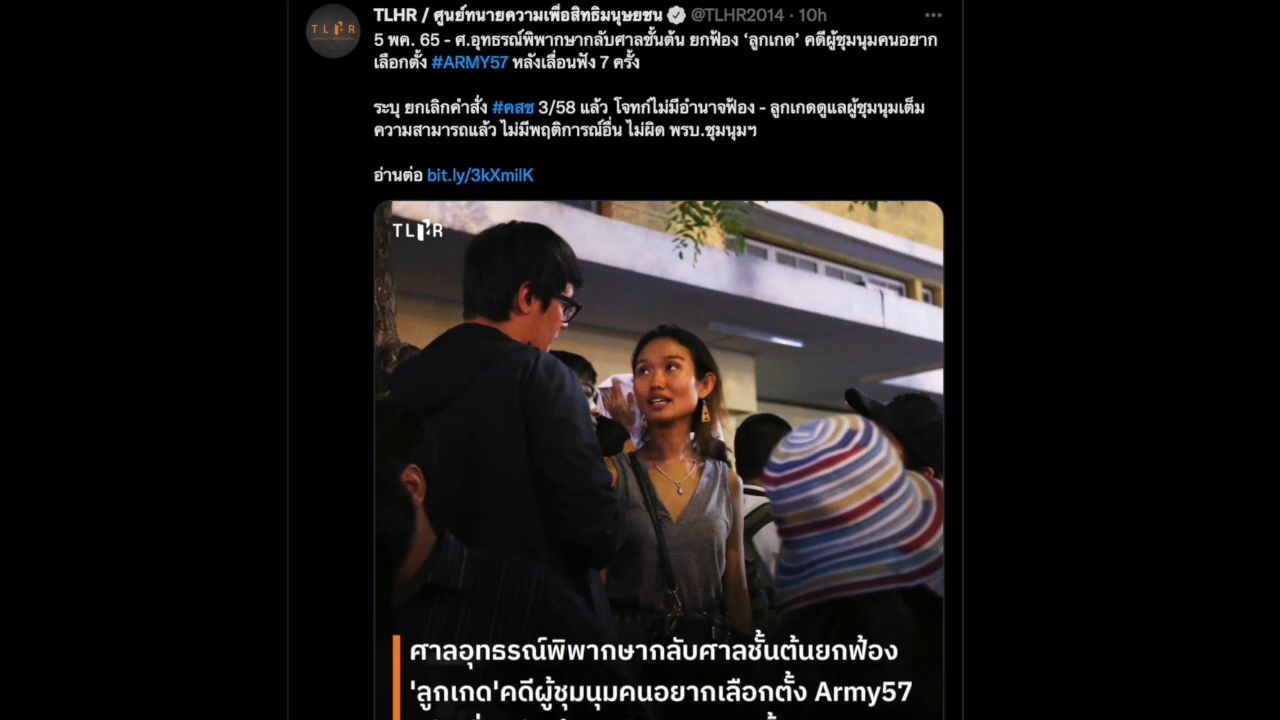 TLHR / ศูนย์ทนายความเพื่อสิทธิมนุษยชน @TLHR2014 · 10h
TLHR
5 พค. 65 - ศ.อุทธรณ์พิพากษากลับศาลชั้นต้น ยกฟ้อง ‘ลูกเกด’ คดีผู้ชุมนุมคนอยาก
เลือกตั้ง #ARMY57 หลังเลื่อนฟัง 7 ครั้ง
ระบุ ยกเลิกคำสั่ง #คสช 3/58 แล้ว โจทก์ไม่มีอำนาจฟ้อง - ลูกเกดดูแลผู้ชุมนุมเต็ม
ความสามารถแล้ว ไม่มีพฤติการณ์อื่น ไม่ผิด พรบ.ชุมนุมฯ
อ่านต่อ bit.ly/3kXmilK
TLHR
ศาลอุทธรณ์พิพากษากลับศาลชั้นต้นยกฟ้อง
'ลูกเกด'คดีผู้ชุมนุมคนอยากเลือกตั้ง Army57